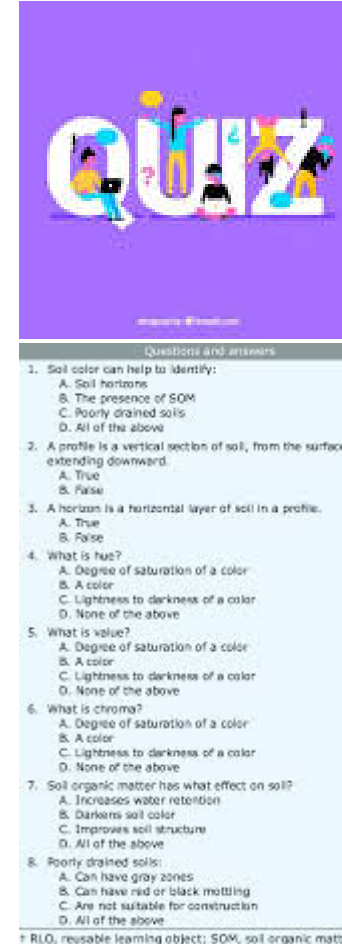 QUIZ
Questions and answers
1. Soil color can help to identify:
A. Soil horizons
B. The presence of SOM
C. Poorly drained soils
D. All of the above
2. A profile is a vertical section of soil, from the surface
extending downward.
A. True
B. False
3. A horizon is a horizontal layer of soil in a profile.
A. True
B. False
4. What is hue?
A. Degree of saturation of a color
B. A color
C. Lightness to darkness of a color
D. None of the above
5. What is value?
A. Degree of saturation of a color
B. A color
C. Lightness to darkness of a color
D. None of the above
6. What is chroma?
A. Degree of saturation of a color
B. A color
C. Lightness to darkness of a color
D. None of the above
7. Soil organic matter has what effect on soil?
A. Increases water retention
B. Darkens soil color
C. Improves soil structure
D. All of the above
8. Poorly drained soils:
A. Can have gray zones
B. Can have red or black mottling
C. Are not suitable for construction
D. All of the above
† RLO, reusable learning object; SOM, soil organic matt